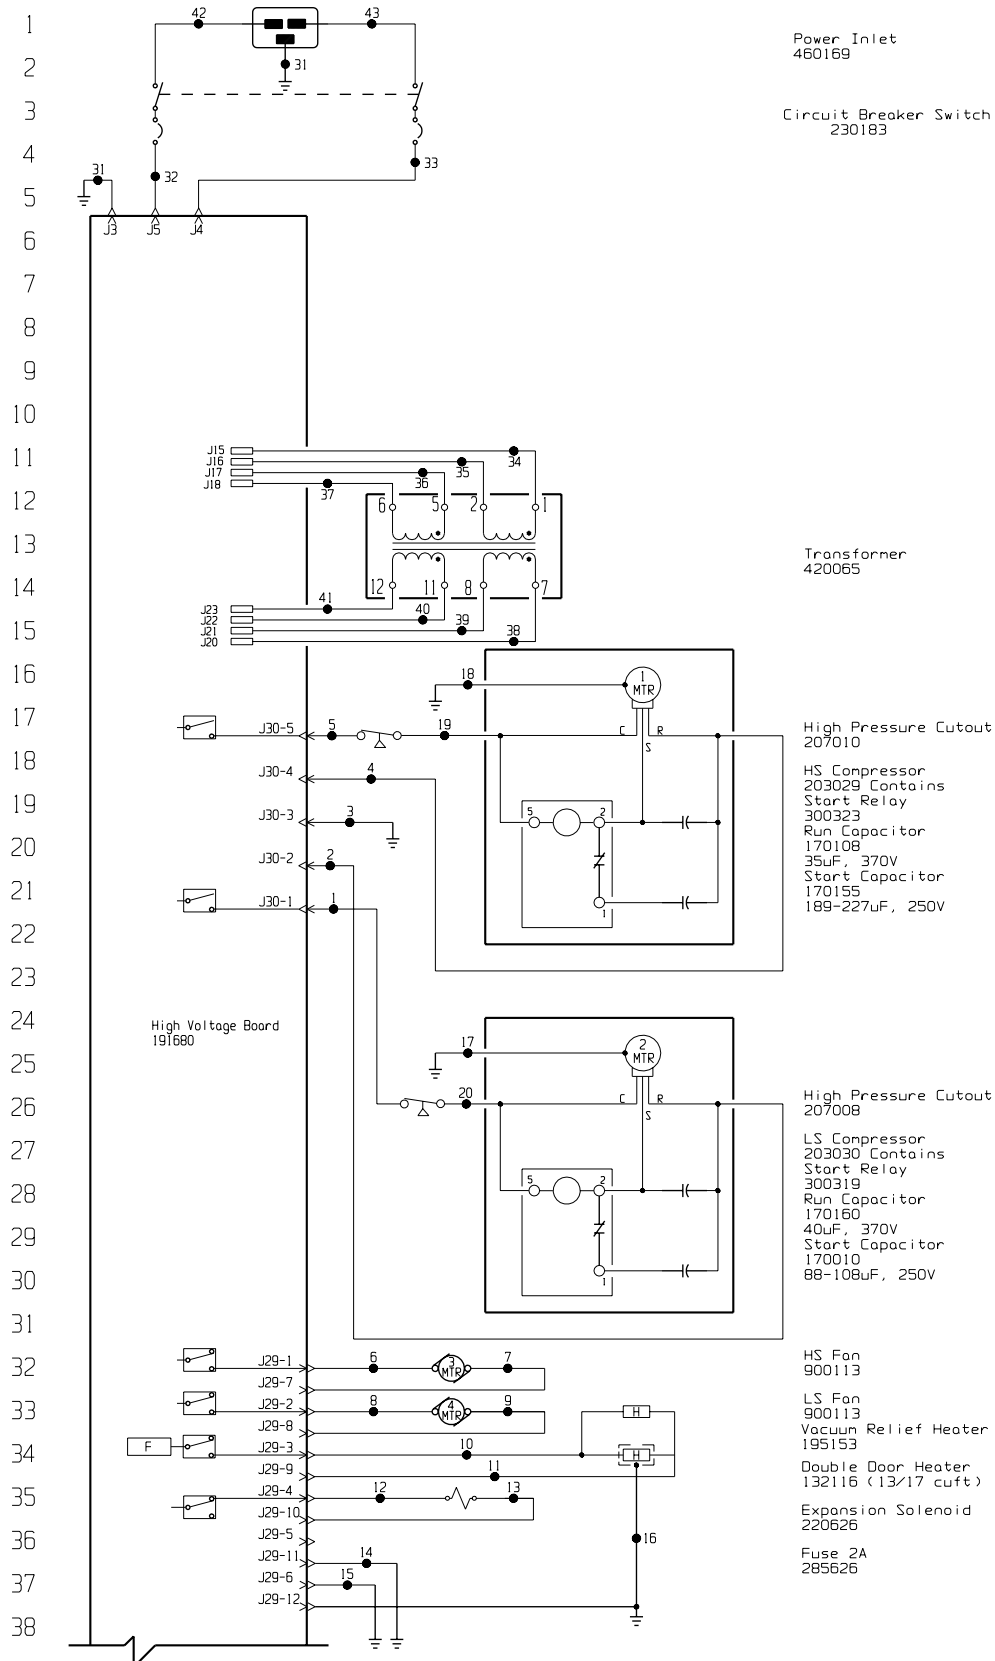 1
42
43
Power Inlet
460169
2
31
3
Circuit Breaker Switch
230183
4
33
31
32
5
J3
J5
J4
6
7
8
9
10
J15
34
11
J16
35
J17
36
J18
37
12
6
5
2
1
13
Transformer
420065
14
12
11
8
7
41
J23
40
J22
15
39
J21
38
J20
16
18
1
MTR
17
J30-5
5
19
C
R
S
High Pressure Cutout
207010
18
J30-4
4
HS Compressor
203029 Contains
19
Start Relay
300323
J30-3
3
5
2
20
Run Capacitor
170108
35uF, 370V
J30-2
2
21
Start Capacitor
170155
189-227uF, 250V
J30-1
1
1
22
23
24
High Voltage Board
191680
25
17
2
MTR
26
20
C
R
S
High Pressure Cutout
207008
27
LS Compressor
203030 Contains
28
Start Relay
300319
5
2
29
Run Capacitor
170160
40uF, 370V
30
Start Capacitor
170010
88-108uF, 250V
1
31
32
J29-1
6
3
MTR
7
HS Fan
900113
J29-7
33
J29-2
8
4
MTR
9
H
LS Fan
900113
J29-8
Vacuum Relief Heater
195153
34
F
J29-3
10
H
J29-9
11
Double Door Heater
132116 (13/17 cuft)
35
J29-4
12
13
J29-10
Expansion Solenoid
220626
36
J29-5
16
J29-11
14
Fuse 2A
285626
37
J29-6
15
J29-12
38